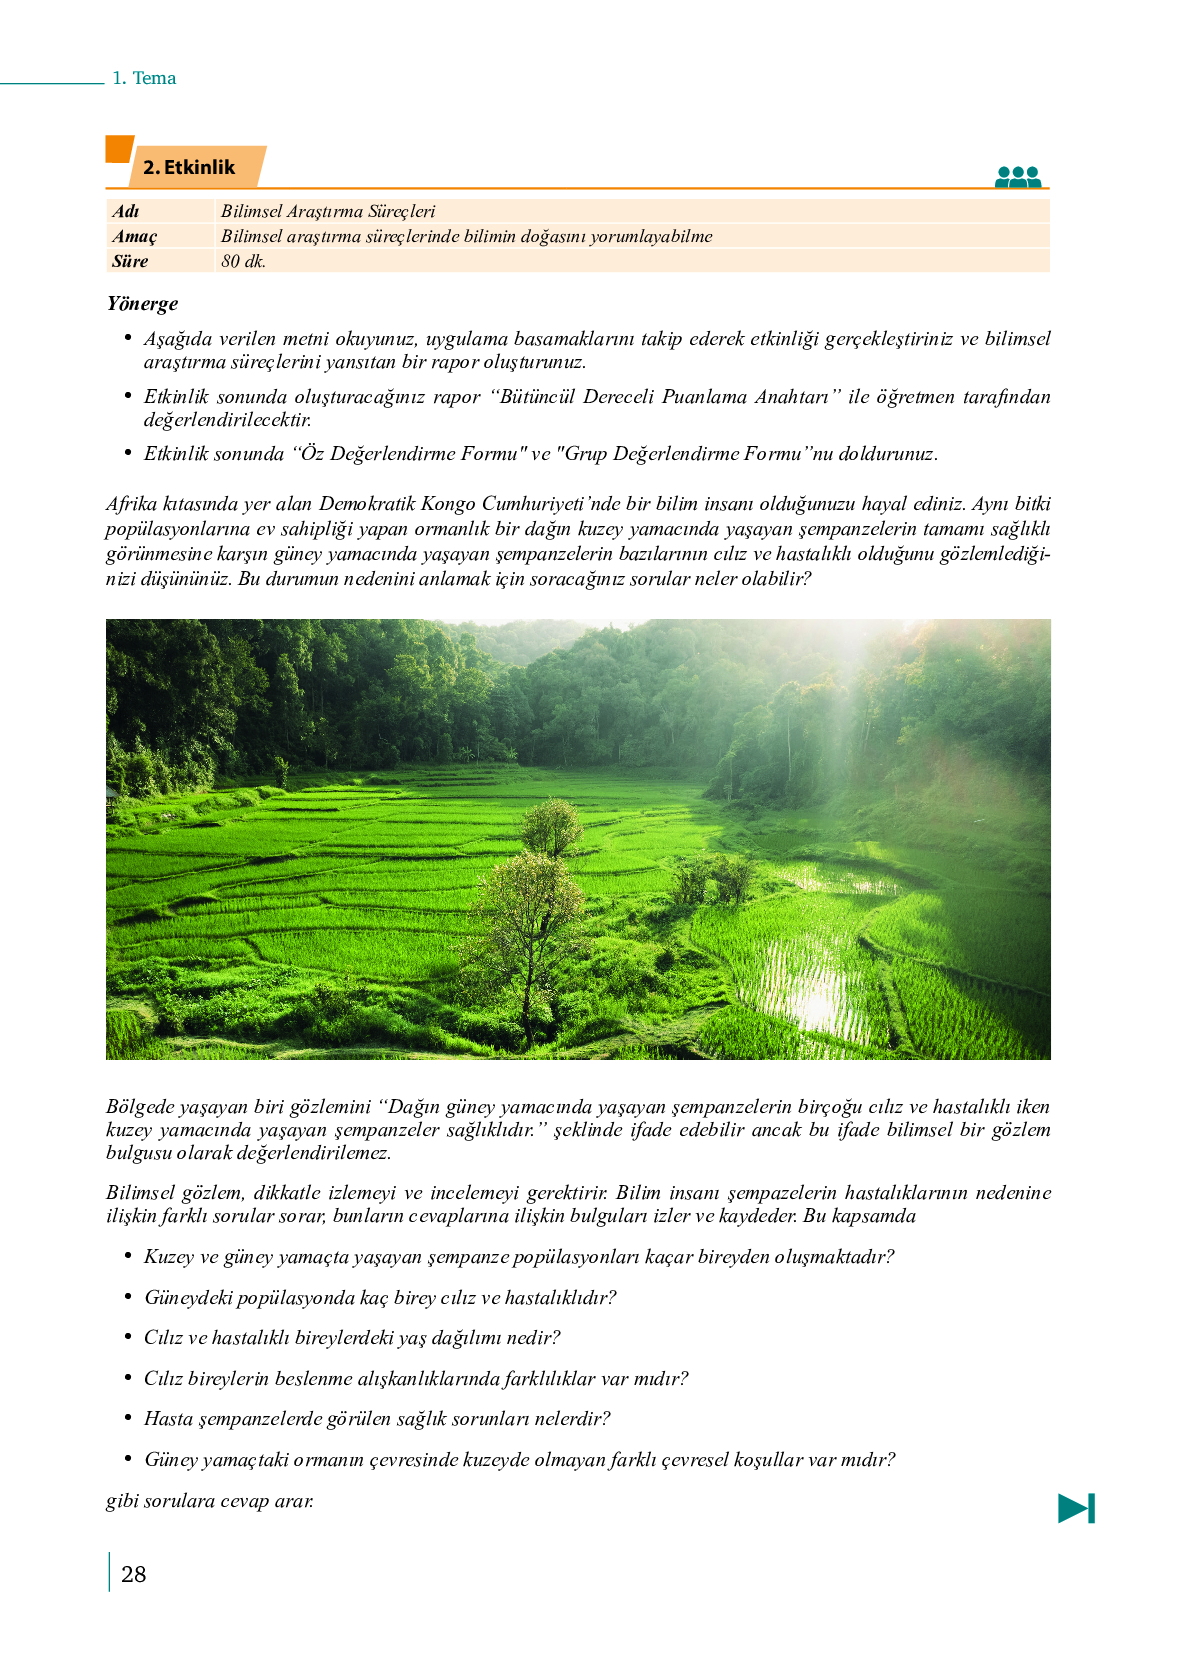 1. Tema
2. Etkinlik
Adı Bilimsel Araştırma Süreçleri
Amaç Bilimsel araştırma süreçlerinde bilimin doğasını yorumlayabilme
Süre 80 dk.
Yönerge
• Aşağıda verilen metni okuyunuz, uygulama basamaklarını takip ederek etkinliği gerçekleştiriniz ve bilimsel
araştırma süreçlerini yansıtan bir rapor oluşturunuz.
• Etkinlik sonunda oluşturacağınız rapor “Bütüncül Dereceli Puanlama Anahtarı” ile öğretmen tarafından
değerlendirilecektir.
• Etkinlik sonunda “Öz Değerlendirme Formu" ve "Grup Değerlendirme Formu”nu doldurunuz.
Afrika kıtasında yer alan Demokratik Kongo Cumhuriyeti’nde bir bilim insanı olduğunuzu hayal ediniz. Aynı bitki
popülasyonlarına ev sahipliği yapan ormanlık bir dağın kuzey yamacında yaşayan şempanzelerin tamamı sağlıklı
görünmesine karşın güney yamacında yaşayan şempanzelerin bazılarının cılız ve hastalıklı olduğunu gözlemlediği-
nizi düşününüz. Bu durumun nedenini anlamak için soracağınız sorular neler olabilir?
Bölgede yaşayan biri gözlemini “Dağın güney yamacında yaşayan şempanzelerin birçoğu cılız ve hastalıklı iken
kuzey yamacında yaşayan şempanzeler sağlıklıdır.” şeklinde ifade edebilir ancak bu ifade bilimsel bir gözlem
bulgusu olarak değerlendirilemez.
Bilimsel gözlem, dikkatle izlemeyi ve incelemeyi gerektirir. Bilim insanı şempazelerin hastalıklarının nedenine
ilişkin farklı sorular sorar, bunların cevaplarına ilişkin bulguları izler ve kaydeder. Bu kapsamda
• Kuzey ve güney yamaçta yaşayan şempanze popülasyonları kaçar bireyden oluşmaktadır?
• Güneydeki popülasyonda kaç birey cılız ve hastalıklıdır?
• Cılız ve hastalıklı bireylerdeki yaş dağılımı nedir?
• Cılız bireylerin beslenme alışkanlıklarında farklılıklar var mıdır?
• Hasta şempanzelerde görülen sağlık sorunları nelerdir?
• Güney yamaçtaki ormanın çevresinde kuzeyde olmayan farklı çevresel koşullar var mıdır?
gibi sorulara cevap arar.
28